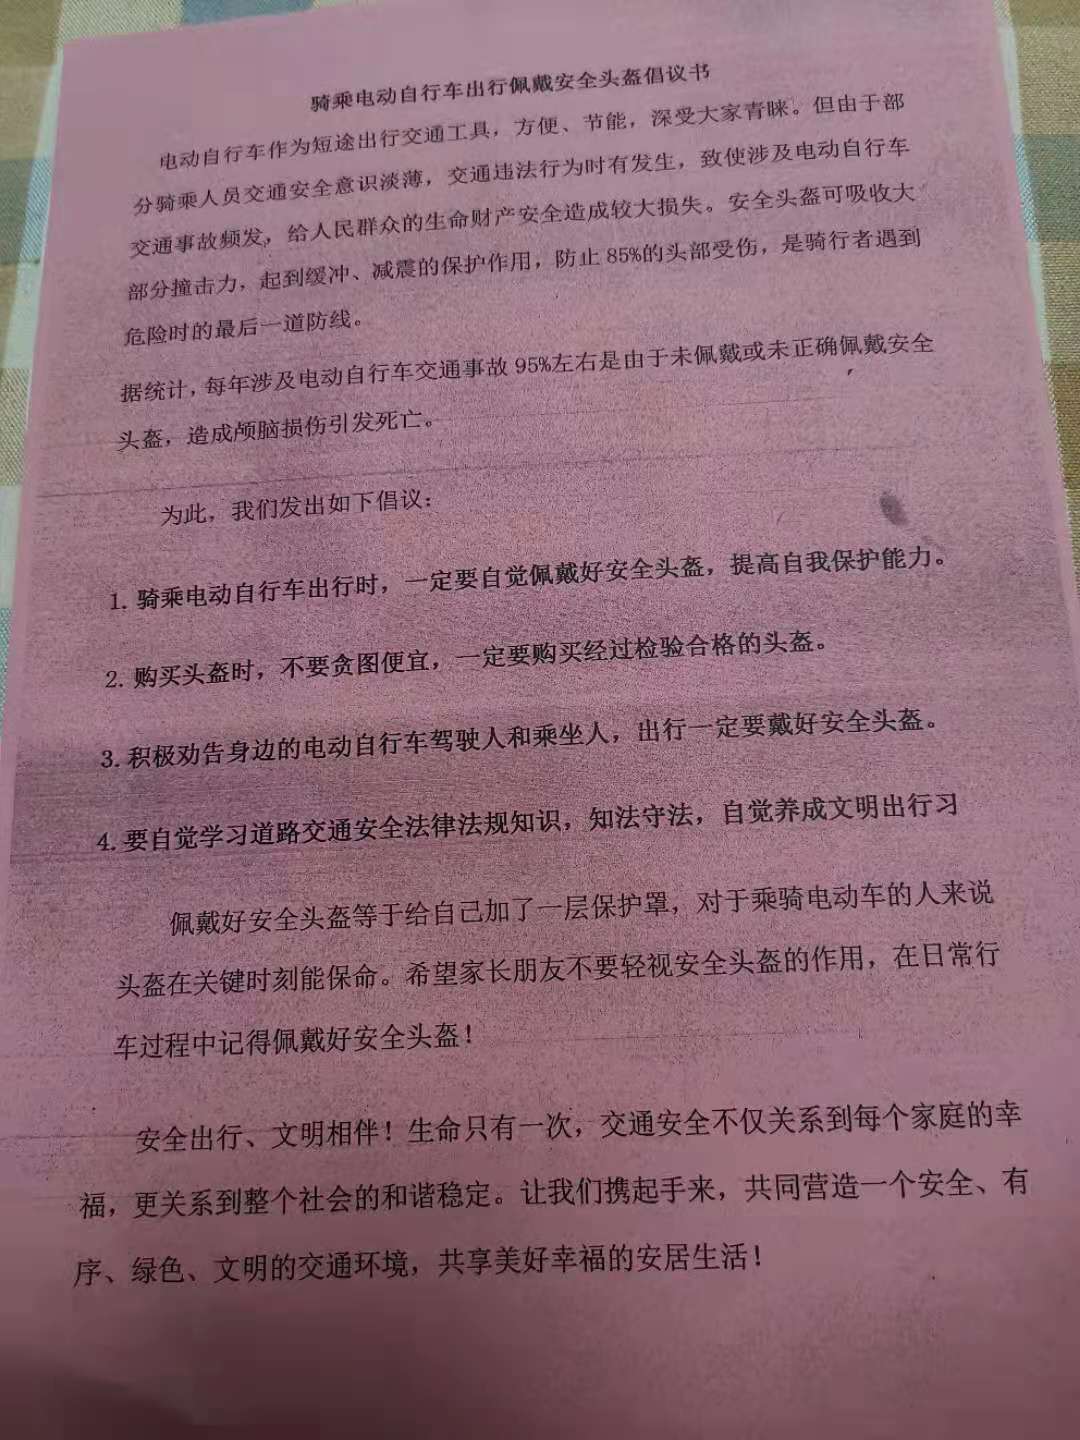 骑乘电动自行车出行佩戴安全头盔倡议书
电动自行车作为短途出行交通工具，方便、节能，深受大家青睐。但由于部
分骑乘人员交通安全意识淡薄，交通违法行为时有发生，致使涉及电动自行车
交通事故频发，给人民群众的生命财产安全造成较大损失。安全头盔可吸收大
部分撞击力，起到缓冲、减震的保护作用，防止85%的头部受伤，是骑行者遇到
危险时的最后一道防线。
据统计，每年涉及电动自行车交通事故95%左右是由于未佩戴或未正确佩戴安全
头盔，造成颅脑损伤引发死亡。
为此，我们发出如下倡议：
1. 骑乘电动自行车出行时，一定要自觉佩戴好安全头盔，提高自我保护能力。
2. 购买头盔时，不要贪图便宜，一定要购买经过检验合格的头盔。
3. 积极劝告身边的电动自行车驾驶人和乘坐人，出行一定要戴好安全头盔。
4. 要自觉学习道路交通安全法律法规知识，知法守法，自觉养成文明出行习
佩戴好安全头盔等于给自己加了一层保护罩，对于乘骑电动车的人来说
头盔在关键时刻能保命。希望家长朋友不要轻视安全头盔的作用，在日常行
车过程中记得佩戴好安全头盔！
安全出行、文明相伴！生命只有一次，交通安全不仅关系到每个家庭的幸
福，更关系到整个社会的和谐稳定。让我们携起手来，共同营造一个安全、有
序、绿色、文明的交通环境，共享美好幸福的安居生活！